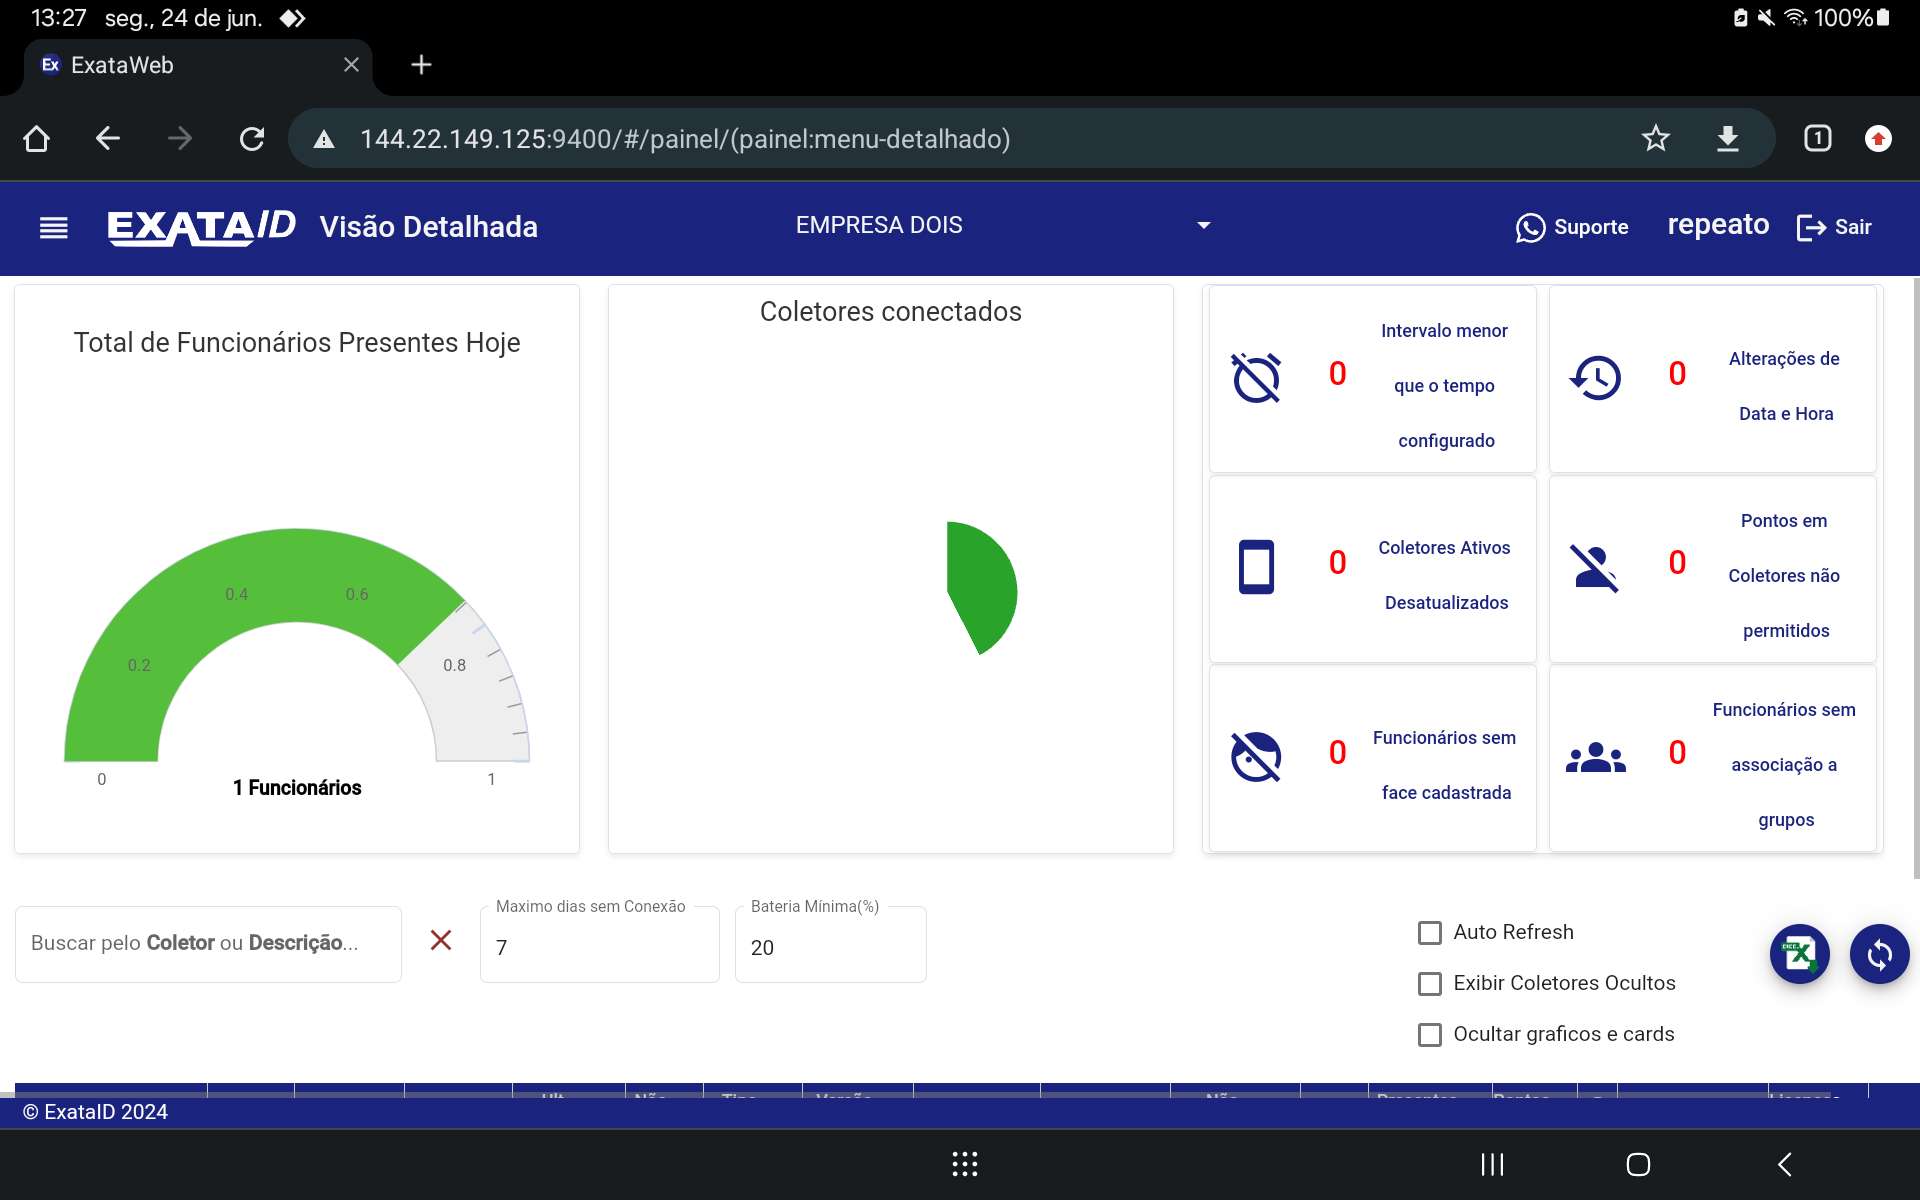 13:27 seg., 24 de jun. 100%
Ex ExataWeb
144.22.149.125:9400/#/painel/(painel:menu-detalhado) 1
EXATAID Visão Detalhada EMPRESA DOIS Suporte repeato Sair
Total de Funcionários Presentes Hoje
0.2
0.4
0.6
0.8
0
1
1 Funcionários
Coletores conectados
0 Intervalo menor
que o tempo
configurado
0 Alterações de
Data e Hora
0 Coletores Ativos
Desatualizados
0 Pontos em
Coletores não
permitidos
0 Funcionários sem
face cadastrada
0 Funcionários sem
associação a
grupos
Buscar pelo Coletor ou Descrição...
Maximo dias sem Conexão
7
Bateria Mínima(%)
20
Auto Refresh
Exibir Coletores Ocultos
Ocultar graficos e cards
© ExataID 2024